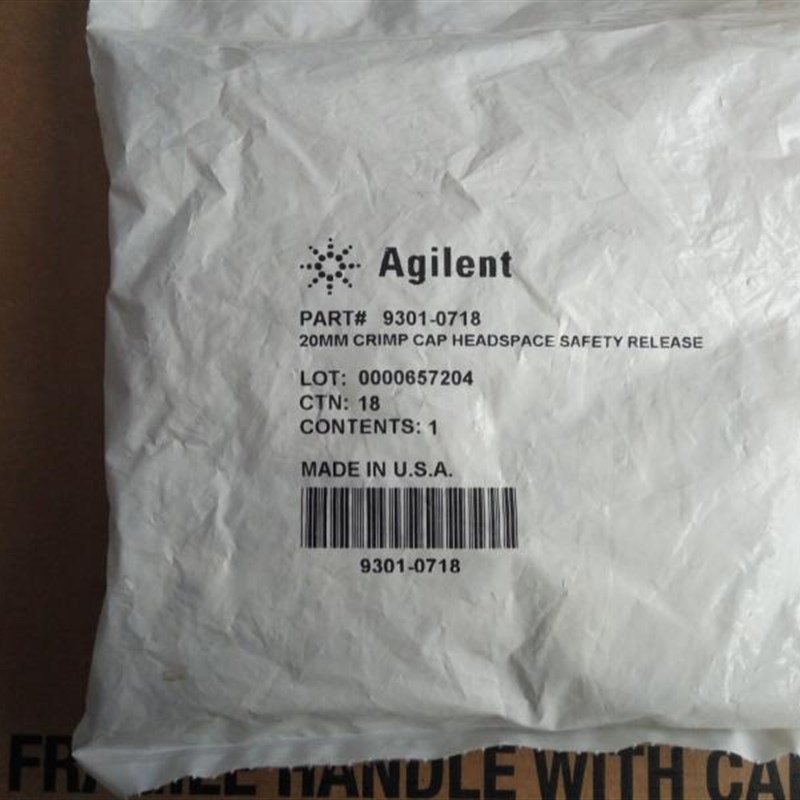 Agilent
PART# 9301-0718
20MM CRIMP CAP HEADSPACE SAFETY RELEASE
LOT: 0000657204
CTN: 18
CONTENTS: 1
MADE IN U.S.A.
9301-0718
HANDLE WITH